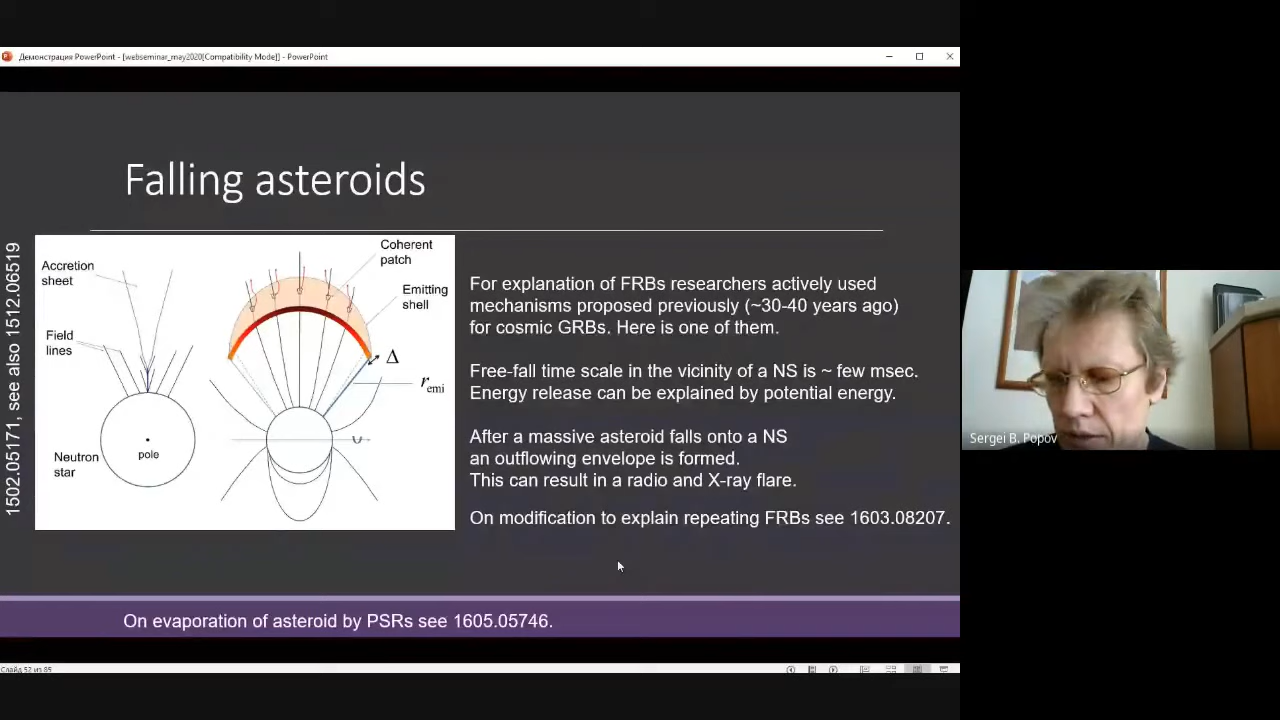 Демонстрация PowerPoint - [webseminar_may2020[Compatibility Mode]] - PowerPoint
Falling asteroids
1502.05171, see also 1512.06519
Accretion
sheet
Field
lines
pole
Neutron
star
Coherent
patch
Emitting
shell
Δ
r emi
υ
For explanation of FRBs researchers actively used
mechanisms proposed previously (~30-40 years ago)
for cosmic GRBs. Here is one of them.
Free-fall time scale in the vicinity of a NS is ~ few msec.
Energy release can be explained by potential energy.
After a massive asteroid falls onto a NS
an outflowing envelope is formed.
This can result in a radio and X-ray flare.
On modification to explain repeating FRBs see 1603.08207.
On evaporation of asteroid by PSRs see 1605.05746.
Слайд 52 из 85
Sergei B. Popov